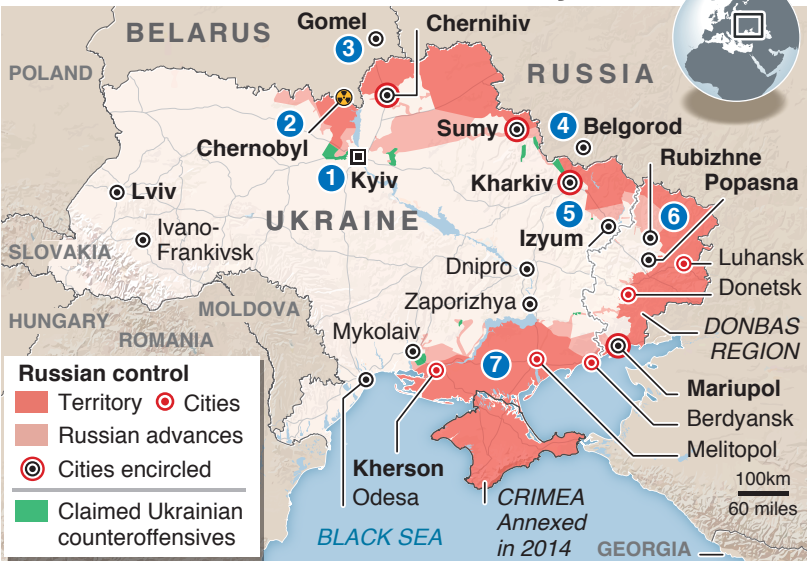 BELARUS
Gomel
3
Chernihiv
POLAND
RUSSIA
2
Chernobyl
Sumy
4
Belgorod
1
Kyiv
Kharkiv
Rubizhne
Popasna
Lviv
UKRAINE
5
6
Ivano-
Frankivsk
Izyum
SLOVAKIA
Dnipro
Luhansk
Zaporizhya
Donetsk
HUNGARY
MOLDOVA
ROMANIA
Mykolaiv
DONBAS
REGION
7
Russian control
Territory
Cities
Russian advances
Cities encircled
Claimed Ukrainian
counteroffensives
Mariupol
Berdyansk
Melitopol
Kherson
Odesa
BLACK SEA
CRIMEA
Annexed
in 2014
100km
60 miles
GEORGIA